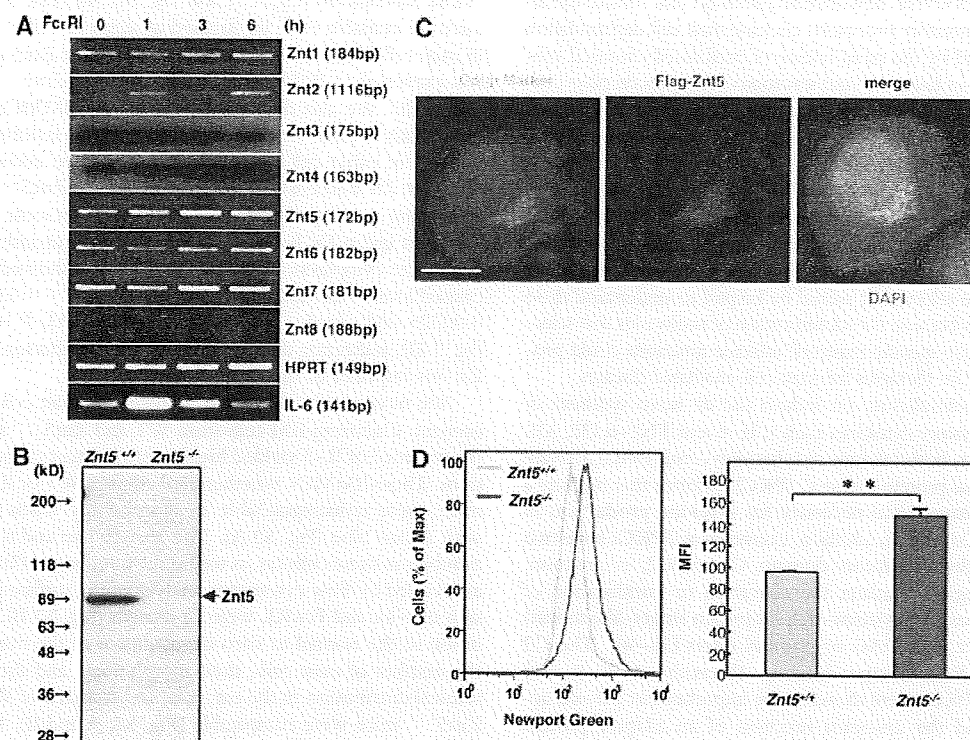 A FcεRI 0 1 3 6 (h)
Znt1 (184bp)
Znt2 (1116bp)
Znt3 (175bp)
Znt4 (163bp)
Znt5 (172bp)
Znt6 (182bp)
Znt7 (181bp)
Znt8 (188bp)
HPRT (149bp)
IL-6 (141bp)
B Znt5 +/+ Znt5 -/-
(kD)
200→
118→
89→
63→
48→
36→
28→
Znt5
C
Flag-Znt5
merge
DAPI
D
Znt5+/+
Znt5-/-
Cells (% of Max)
100
80
60
40
20
0
10⁰ 10¹ 10² 10³ 10⁴
Newport Green
MFI
180
160
140
120
100
80
60
40
20
0
* *
Znt5+/+ Znt5-/-